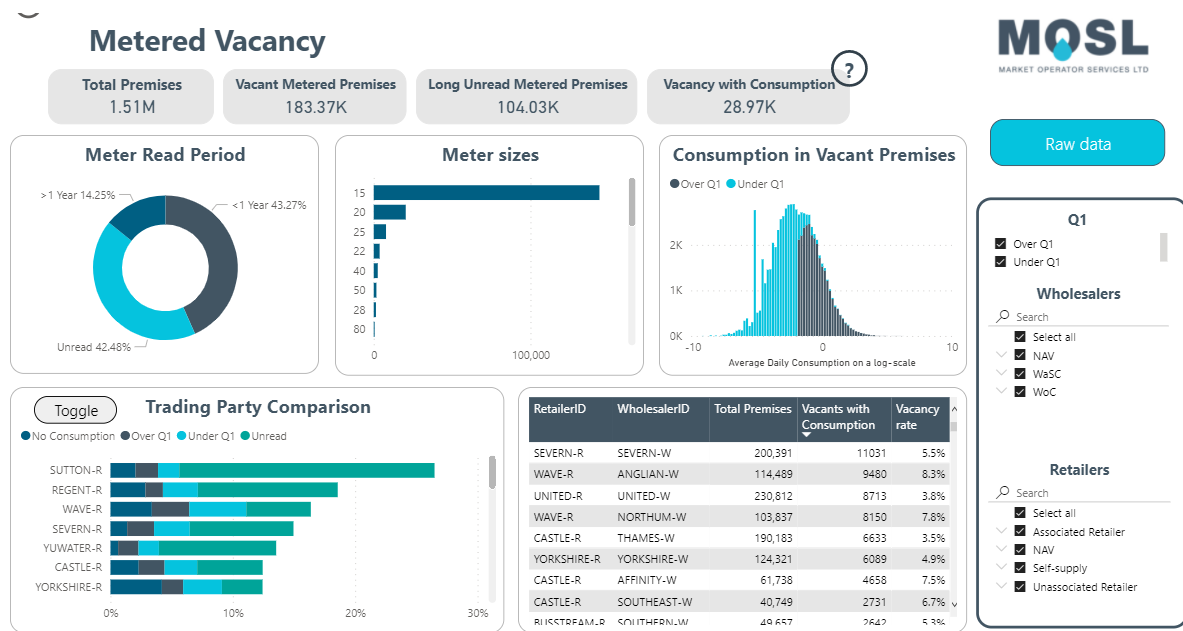 Metered Vacancy
MOSL
MARKET OPERATOR SERVICES LTD
Total Premises
1.51M
Vacant Metered Premises
183.37K
Long Unread Metered Premises
104.03K
Vacancy with Consumption
28.97K
?
Raw data
Meter Read Period
>1 Year 14.25%
<1 Year 43.27%
Unread 42.48%
Meter sizes
15
20
25
22
40
50
28
80
0
100,000
Consumption in Vacant Premises
Over Q1
Under Q1
2K
1K
0K
-10
0
10
Average Daily Consumption on a log-scale
Q1
Over Q1
Under Q1
Wholesalers
Search
Select all
NAV
WaSC
WoC
Retailers
Search
Select all
Associated Retailer
NAV
Self-supply
Unassociated Retailer
Toggle
Trading Party Comparison
No Consumption
Over Q1
Under Q1
Unread
SUTTON-R
REGENT-R
WAVE-R
SEVERN-R
YUWATER-R
CASTLE-R
YORKSHIRE-R
0%
10%
20%
30%
RetailerID WholesalerID Total Premises Vacants with Consumption Vacancy rate
SEVERN-R SEVERN-W 200,391 11031 5.5%
WAVE-R ANGLIAN-W 114,489 9480 8.3%
UNITED-R UNITED-W 230,812 8713 3.8%
WAVE-R NORTHUM-W 103,837 8150 7.8%
CASTLE-R THAMES-W 190,183 6633 3.5%
YORKSHIRE-R YORKSHIRE-W 124,321 6089 4.9%
CASTLE-R AFFINITY-W 61,738 4658 7.5%
CASTLE-R SOUTHEAST-W 40,749 2731 6.7%
BUSSTREAM-R SOUTHERN-W 49,657 2642 5.3%